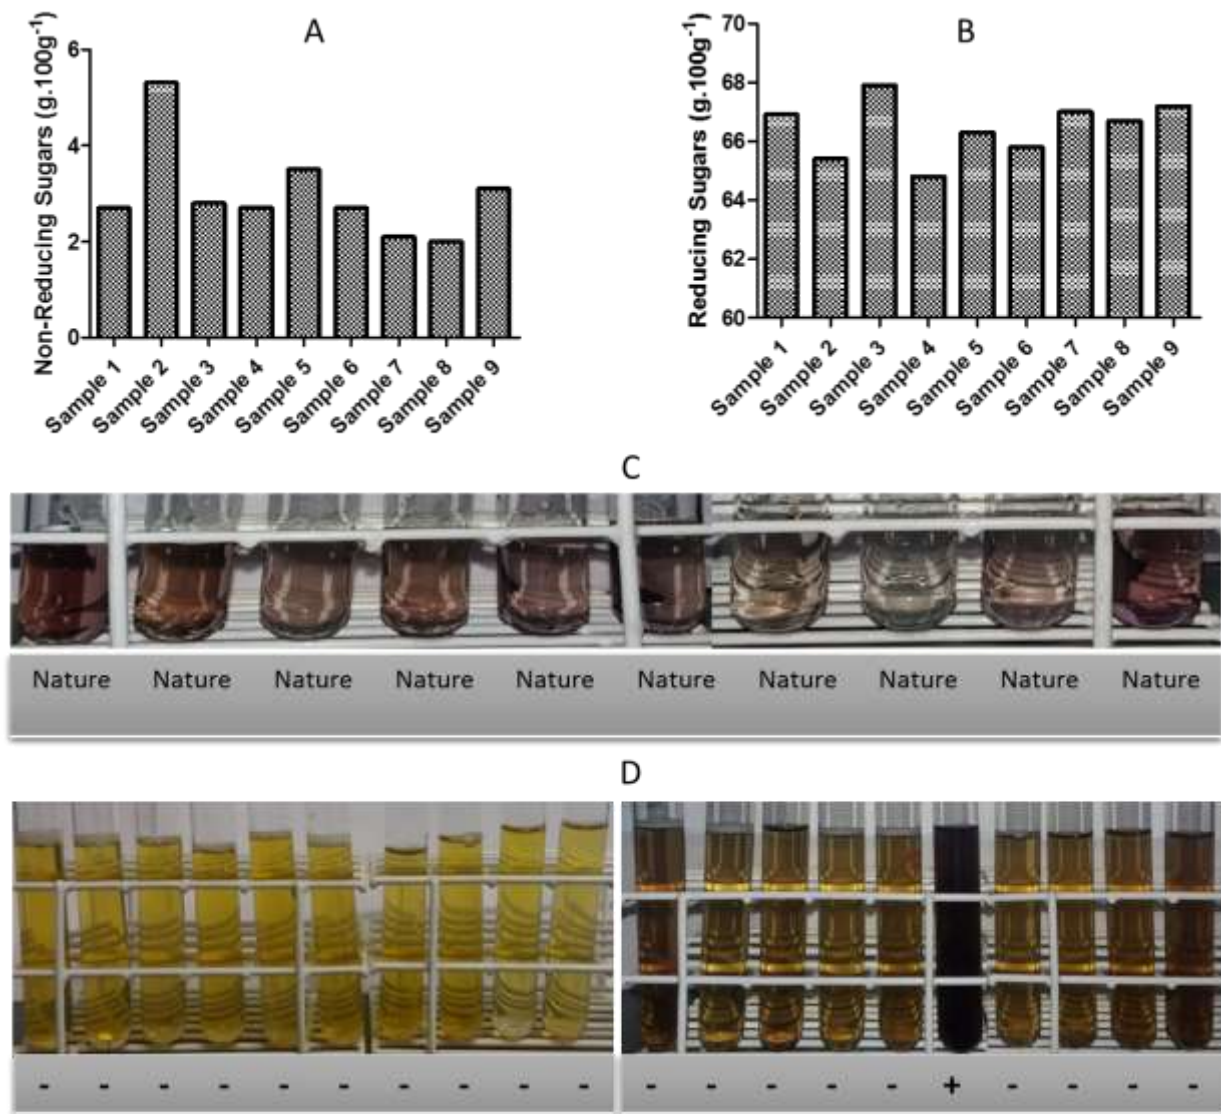 A
Non-Reducing Sugars (g.100g-1)
6
4
2
0
Sample 1
Sample 2
Sample 3
Sample 4
Sample 5
Sample 6
Sample 7
Sample 8
Sample 9
B
Reducing Sugars (g.100g-1)
70
68
66
64
62
60
Sample 1
Sample 2
Sample 3
Sample 4
Sample 5
Sample 6
Sample 7
Sample 8
Sample 9
C
Nature Nature Nature Nature Nature Nature Nature Nature Nature Nature
D
- - - - - - - - - - - - - - - + - - - -